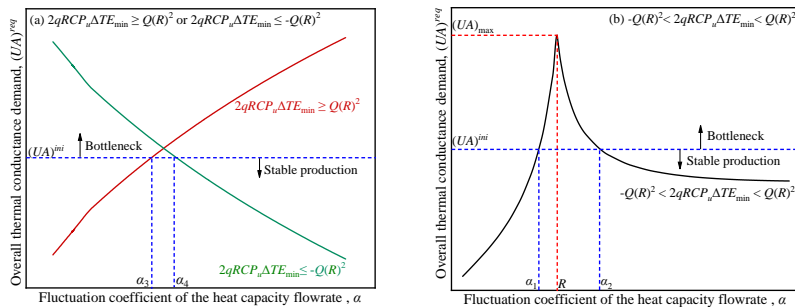 (a) 2qRCPuΔTEmin ≥ Q(R)² or 2qRCPuΔTEmin ≤ -Q(R)²
Overall thermal conductance demand, (UA)^req
2qRCPuΔTEmin ≥ Q(R)²
(UA)^ini
Bottleneck
Stable production
2qRCPuΔTEmin ≤ -Q(R)²
α3
α4
Fluctuation coefficient of the heat capacity flowrate , α
(b) -Q(R)² < 2qRCPuΔTEmin < Q(R)²
Overall thermal conductance demand, (UA)^req
(UA)max
(UA)^ini
Bottleneck
Stable production
-Q(R)² < 2qRCPuΔTEmin < Q(R)²
α1
R
α2
Fluctuation coefficient of the heat capacity flowrate , α